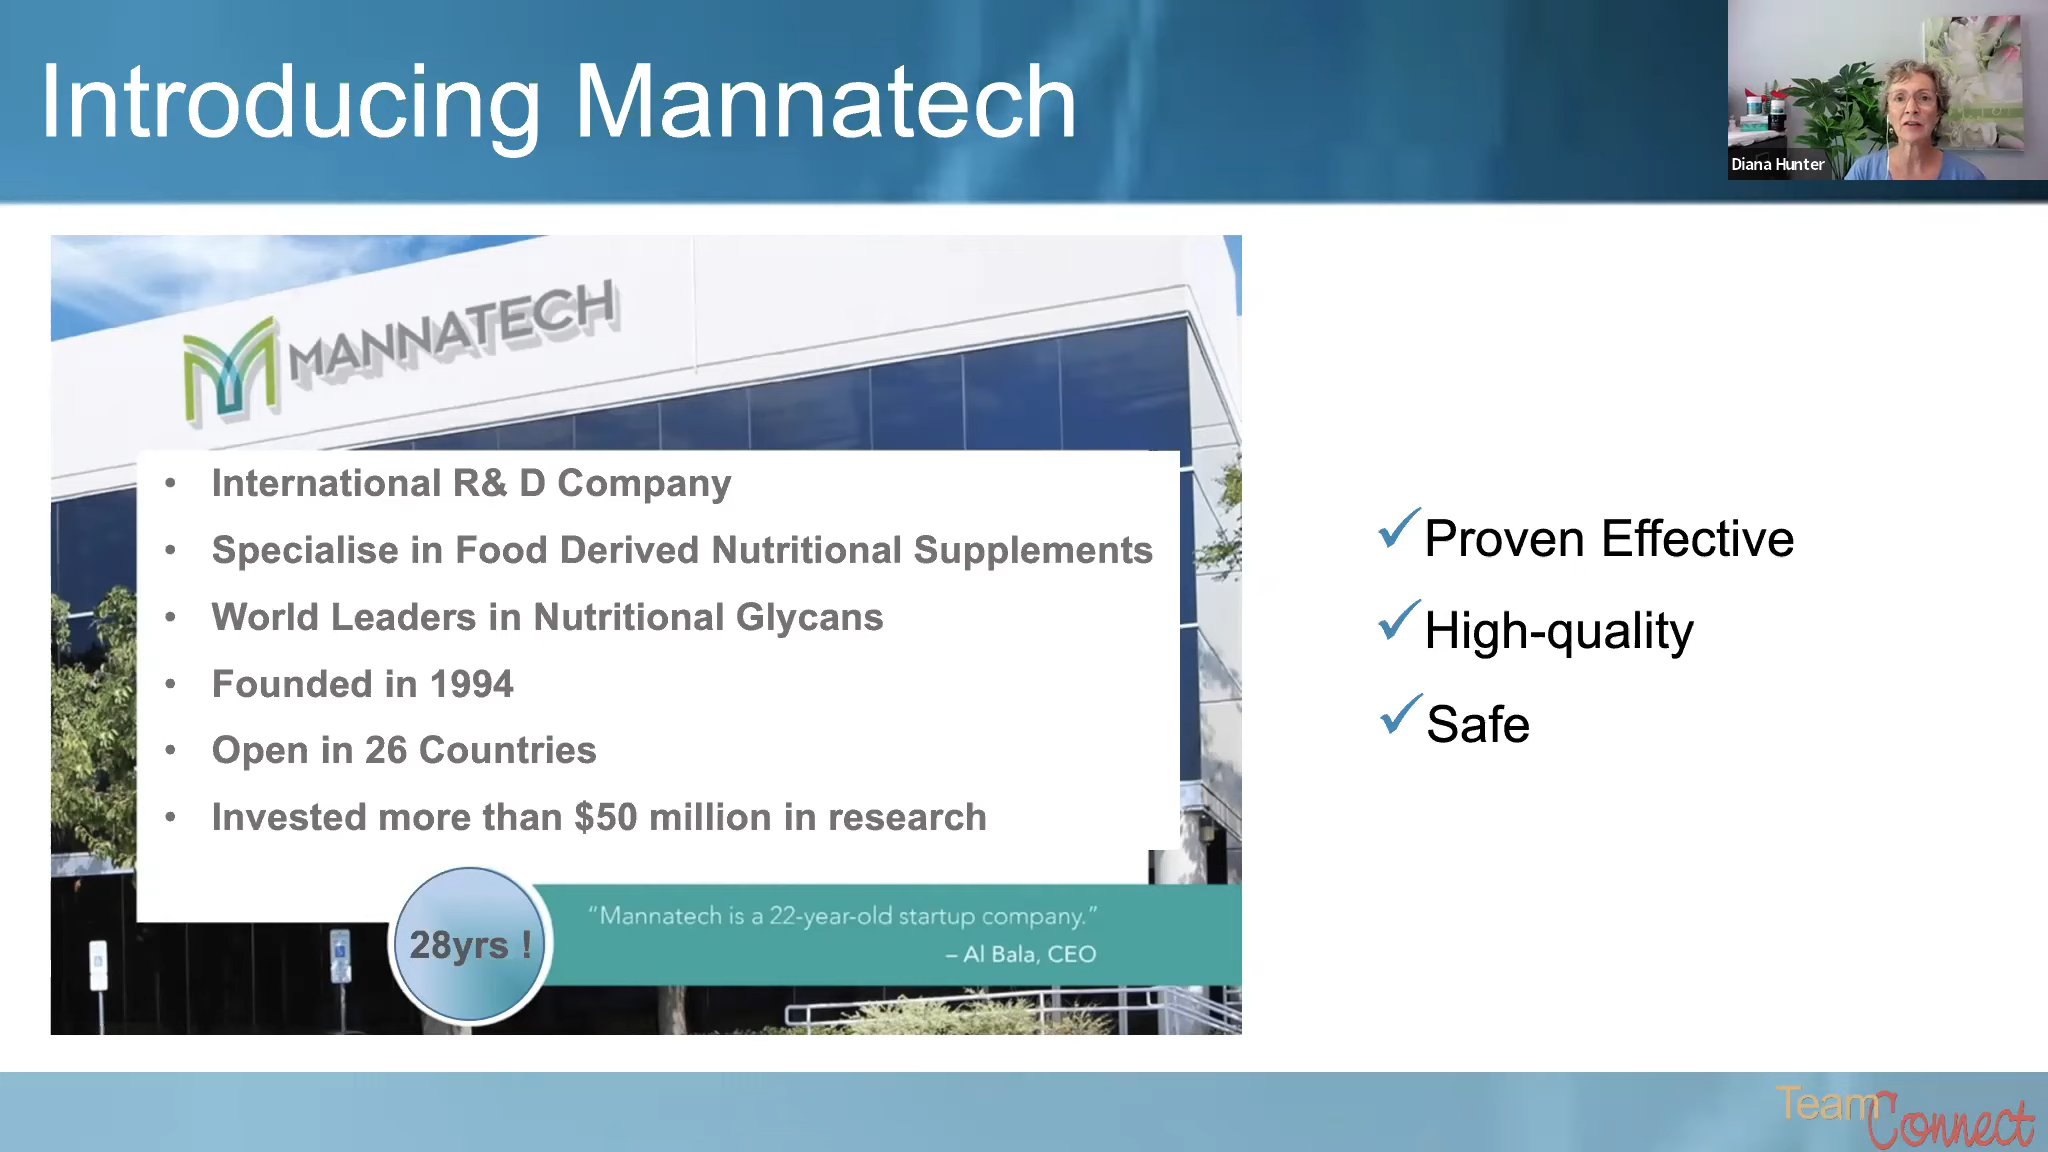 Introducing Mannatech
Diana Hunter
MANNATECH
• International R& D Company
• Specialise in Food Derived Nutritional Supplements
• World Leaders in Nutritional Glycans
• Founded in 1994
• Open in 26 Countries
• Invested more than $50 million in research
28yrs !
“Mannatech is a 22-year-old startup company.”
– Al Bala, CEO
✓Proven Effective
✓High-quality
✓Safe
Team
Connect